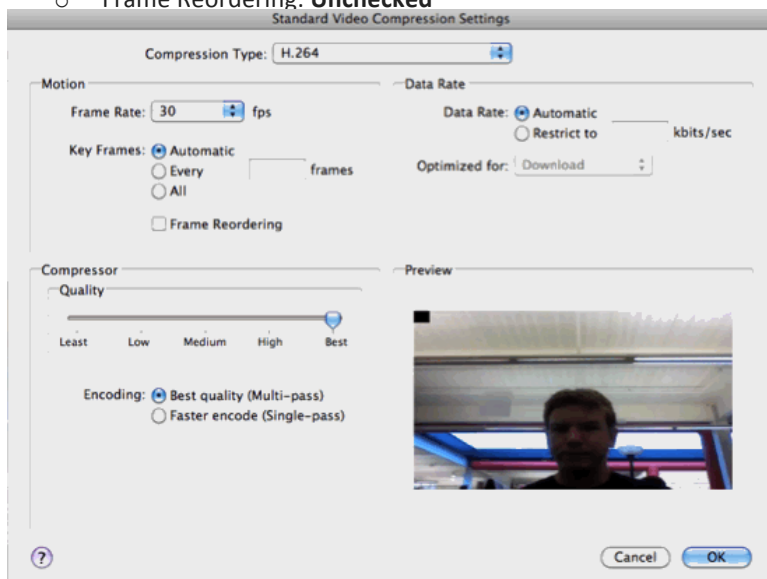 ○ Frame Reordering: Unchecked
Standard Video Compression Settings
Compression Type: H.264
Motion
Frame Rate: 30 fps
Key Frames: Automatic
Every frames
All
Frame Reordering
Data Rate
Data Rate: Automatic
Restrict to kbits/sec
Optimized for: Download
Compressor
Quality
Least Low Medium High Best
Encoding: Best quality (Multi-pass)
Faster encode (Single-pass)
Preview
? Cancel OK